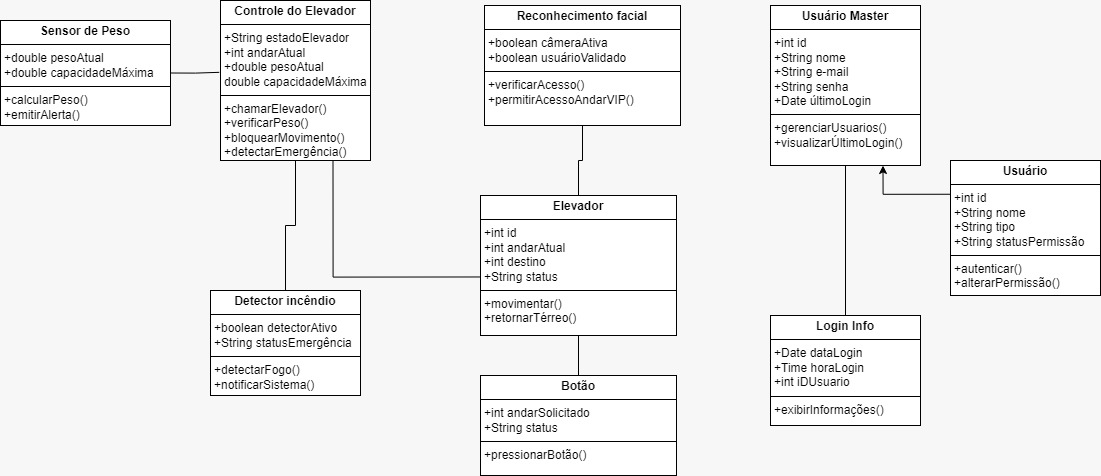 Sensor de Peso
+double pesoAtual
+double capacidadeMáxima
+calcularPeso()
+emitirAlerta()
Controle do Elevador
+String estadoElevador
+int andarAtual
+double pesoAtual
double capacidadeMáxima
+chamarElevador()
+verificarPeso()
+bloquearMovimento()
+detectarEmergência()
Reconhecimento facial
+boolean câmeraAtiva
+boolean usuárioValidado
+verificarAcesso()
+permitirAcessoAndarVIP()
Usuário Master
+int id
+String nome
+String e-mail
+String senha
+Date últimoLogin
+gerenciarUsuarios()
+visualizarÚltimoLogin()
Usuário
+int id
+String nome
+String tipo
+String statusPermissão
+autenticar()
+alterarPermissão()
Elevador
+int id
+int andarAtual
+int destino
+String status
+movimentar()
+retornarTérreo()
Detector incêndio
+boolean detectorAtivo
+String statusEmergência
+detectarFogo()
+notificarSistema()
Login Info
+Date dataLogin
+Time horaLogin
+int iDUsuario
+exibirInformações()
Botão
+int andarSolicitado
+String status
+pressionarBotão()